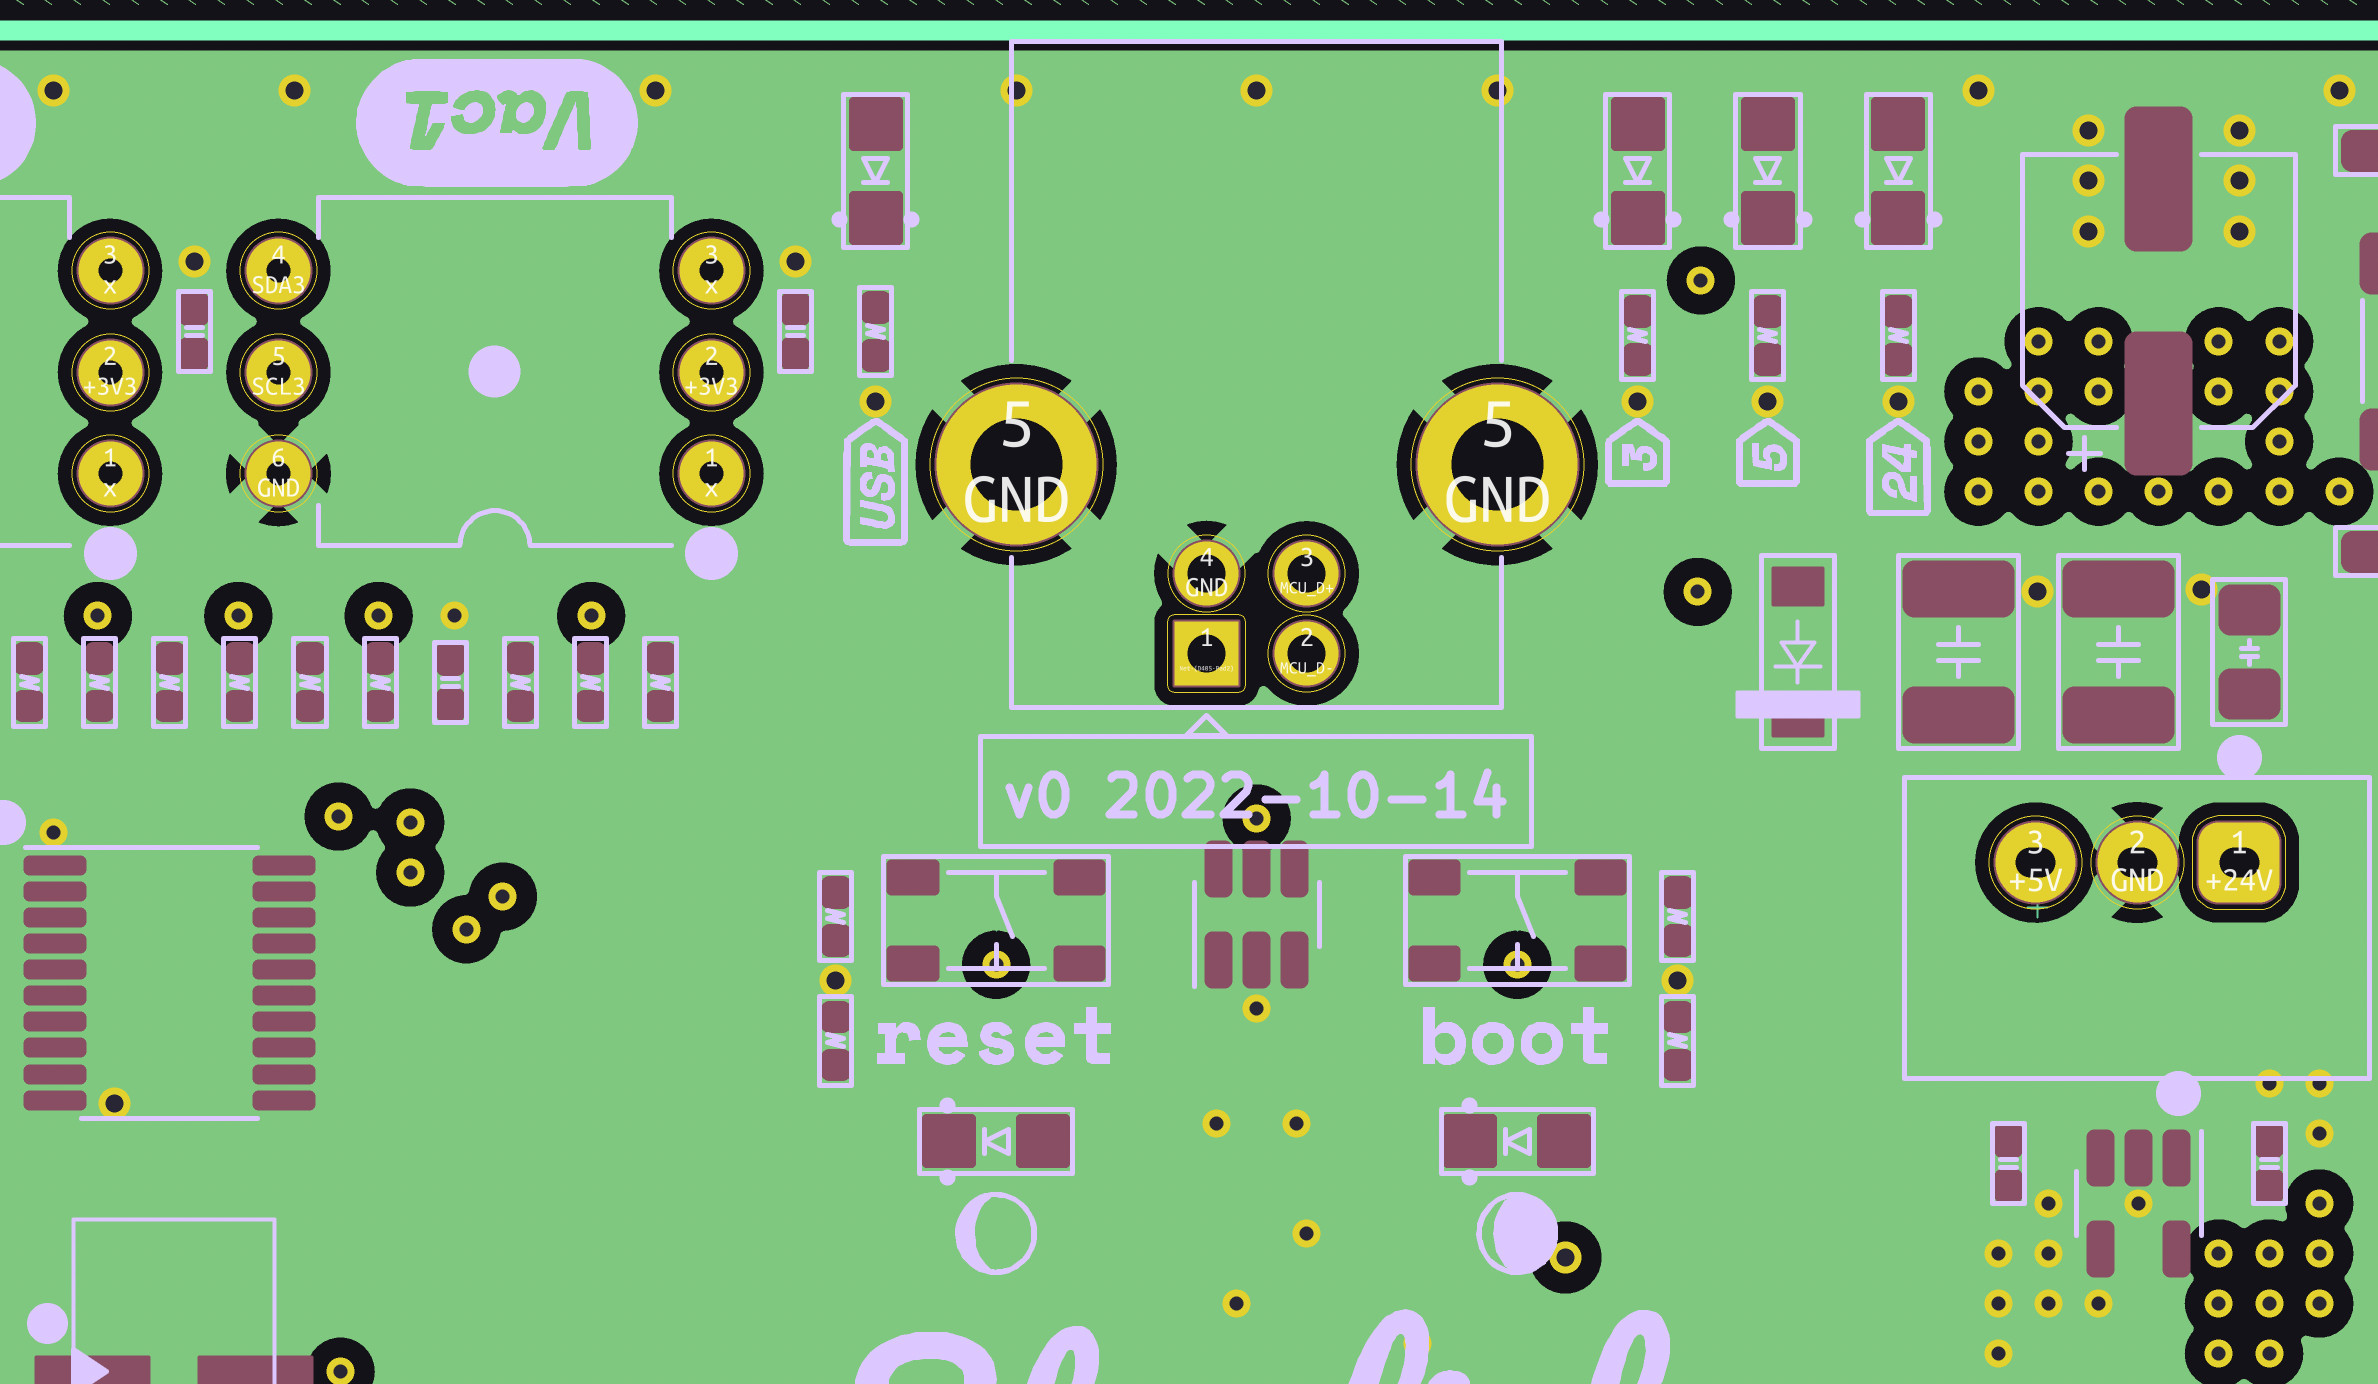 Vac1
3
x
4
SDA3
3
x
2
+3V3
5
SCL3
2
+3V3
1
x
6
GND
1
x
USB
5
GND
5
GND
3
5
24
4
GND
3
MCU_D+
1
2
MCU_D-
v0 2022-10-14
3
+5V
2
GND
1
+24V
reset
boot